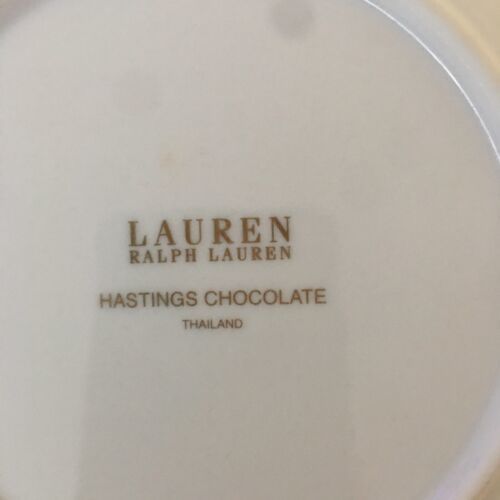 LAUREN
RALPH LAUREN
HASTINGS CHOCOLATE
THAILAND